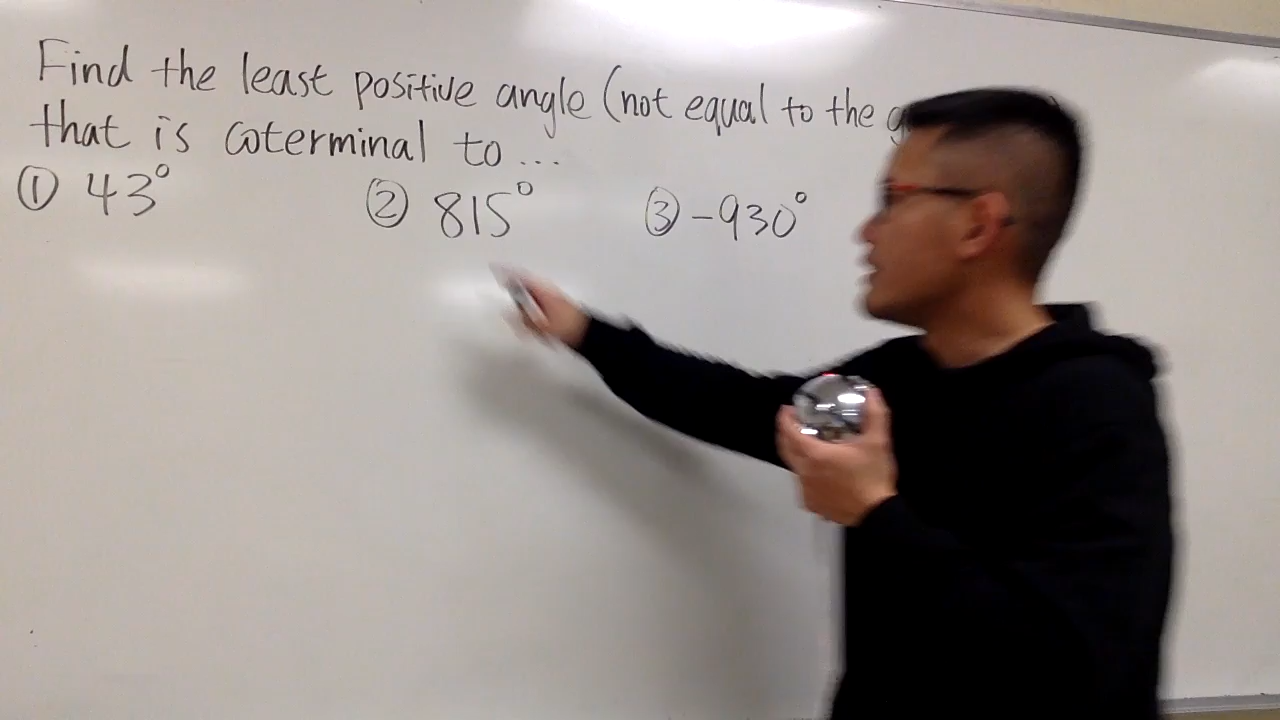 Find the least positive angle (not equal to the
that is coterminal to ...
① 43° ② 815° ③ -930°